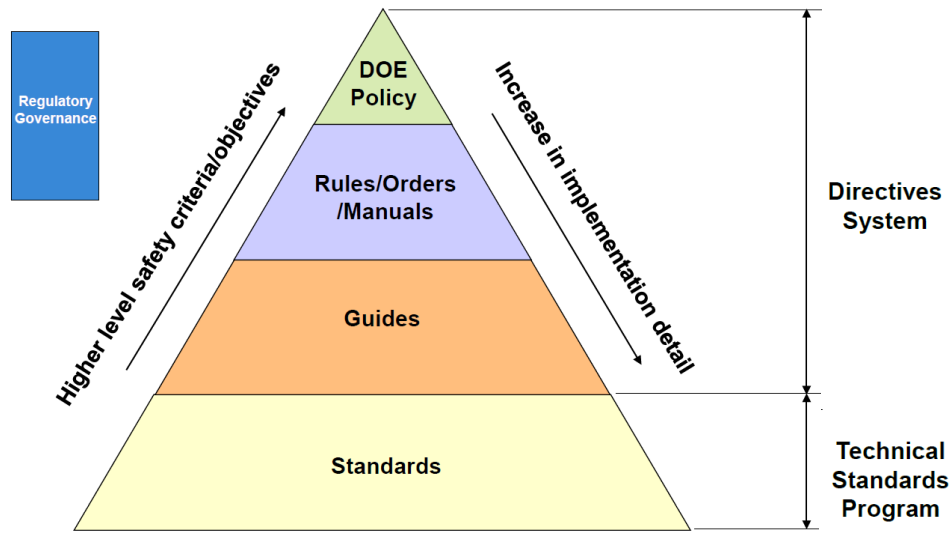 Regulatory
Governance
Higher level safety criteria/objectives
DOE
Policy
Increase in implementation detail
Rules/Orders
/Manuals
Guides
Standards
Directives
System
Technical
Standards
Program